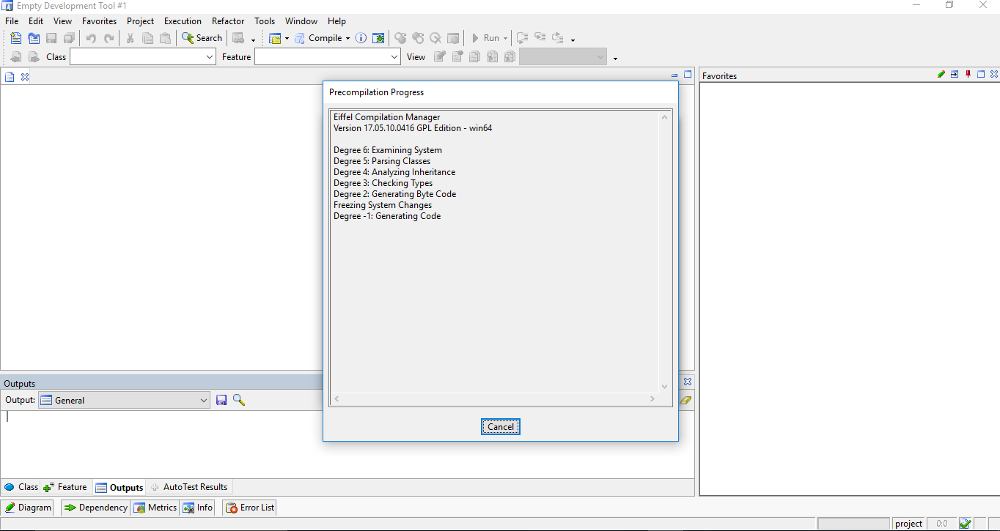 Empty Development Tool #1
File Edit View Favorites Project Execution Refactor Tools Window Help
Search Compile Run
Class Feature View
Favorites
Precompilation Progress
Eiffel Compilation Manager
Version 17.05.10.0416 GPL Edition - win64
Degree 6: Examining System
Degree 5: Parsing Classes
Degree 4: Analyzing Inheritance
Degree 3: Checking Types
Degree 2: Generating Byte Code
Freezing System Changes
Degree -1: Generating Code
Cancel
Outputs
Output: General
Class Feature Outputs AutoTest Results
Diagram Dependency Metrics Info Error List
project 0:0